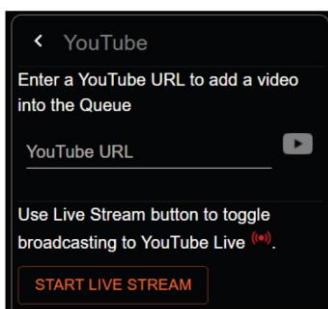 YouTube
Enter a YouTube URL to add a video
into the Queue
YouTube URL
Use Live Stream button to toggle
broadcasting to YouTube Live .
START LIVE STREAM